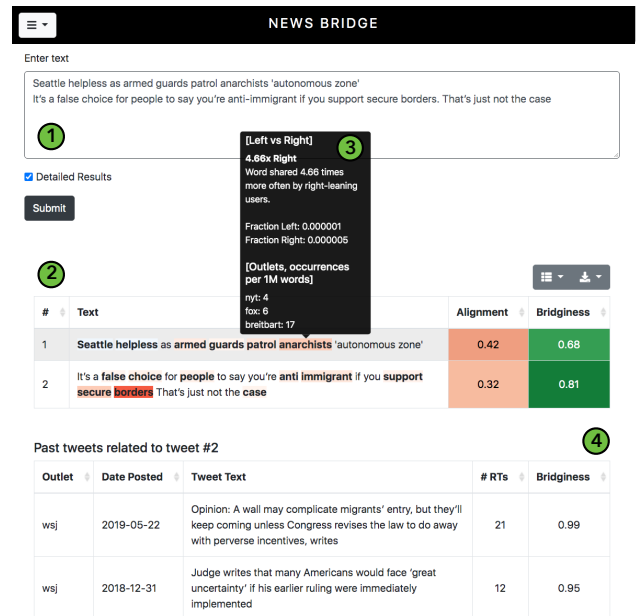 NEWS BRIDGE
Enter text
Seattle helpless as armed guards patrol anarchists 'autonomous zone'
It's a false choice for people to say you're anti-immigrant if you support secure borders. That's just not the case
1
Detailed Results
Submit
3
[Left vs Right]
4.66x Right
Word shared 4.66 times
more often by right-leaning
users.
Fraction Left: 0.000001
Fraction Right: 0.000005
[Outlets, occurrences
per 1M words]
nyt: 4
fox: 6
breitbart: 17
2
# Text Alignment Bridginess
1 Seattle helpless as armed guards patrol anarchists 'autonomous zone' 0.42 0.68
2 It's a false choice for people to say you're anti immigrant if you support
secure borders That's just not the case 0.32 0.81
Past tweets related to tweet #2
4
Outlet Date Posted Tweet Text # RTs Bridginess
wsj 2019-05-22 Opinion: A wall may complicate migrants' entry, but they'll
keep coming unless Congress revises the law to do away
with perverse incentives, writes 21 0.99
wsj 2018-12-31 Judge writes that many Americans would face 'great
uncertainty' if his earlier ruling were immediately
implemented 12 0.95